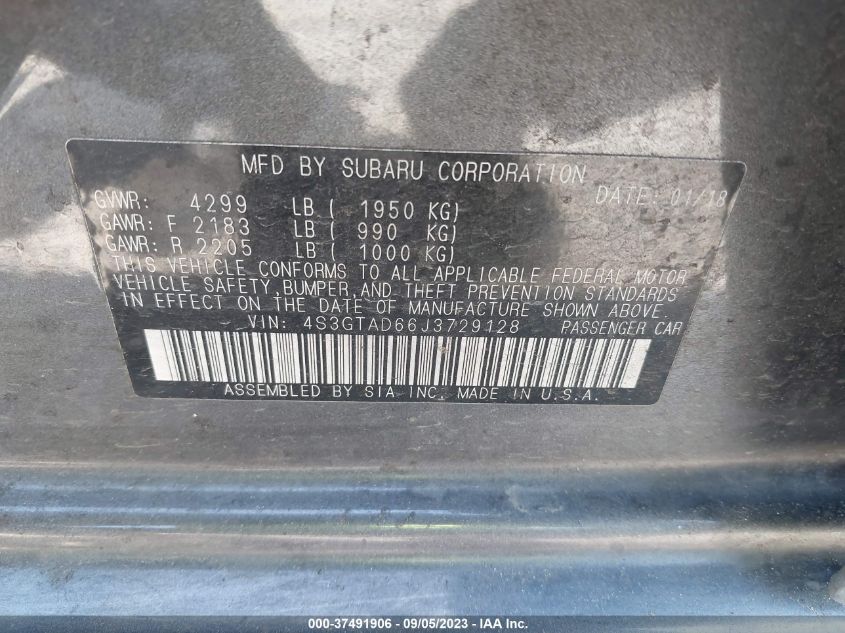 MFD BY SUBARU CORPORATION
DATE: 01/18
GVWR: 4299 LB ( 1950 KG)
GAWR: F 2183 LB ( 990 KG)
GAWR: R 2205 LB ( 1000 KG)
THIS VEHICLE CONFORMS TO ALL APPLICABLE FEDERAL MOTOR
VEHICLE SAFETY, BUMPER, AND THEFT PREVENTION STANDARDS
IN EFFECT ON THE DATE OF MANUFACTURE SHOWN ABOVE.
VIN: 4S3GTAD66J3729128 PASSENGER CAR
ASSEMBLED BY SIA INC, MADE IN U.S.A.
000-37491906 - 09/05/2023 - IAA Inc.